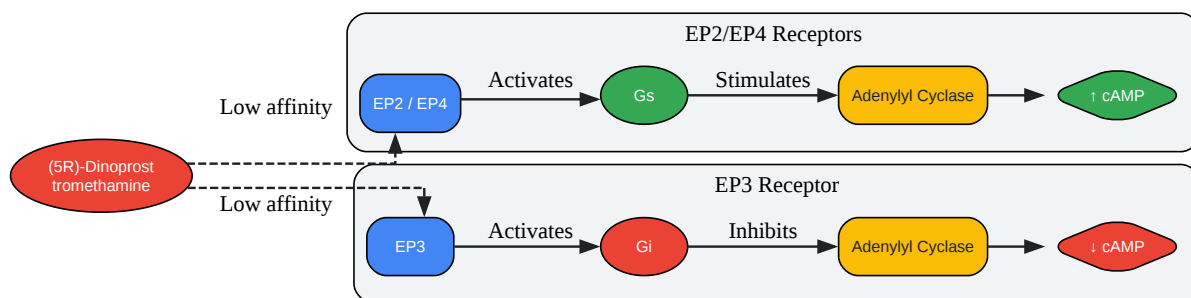 EP2/EP4 Receptors
Low affinity
EP2 / EP4
Activates
Gs
Stimulates
Adenylyl Cyclase
↑ cAMP
(5R)-Dinoprost
tromethamine
EP3 Receptor
Low affinity
EP3
Activates
Gi
Inhibits
Adenylyl Cyclase
↓ cAMP